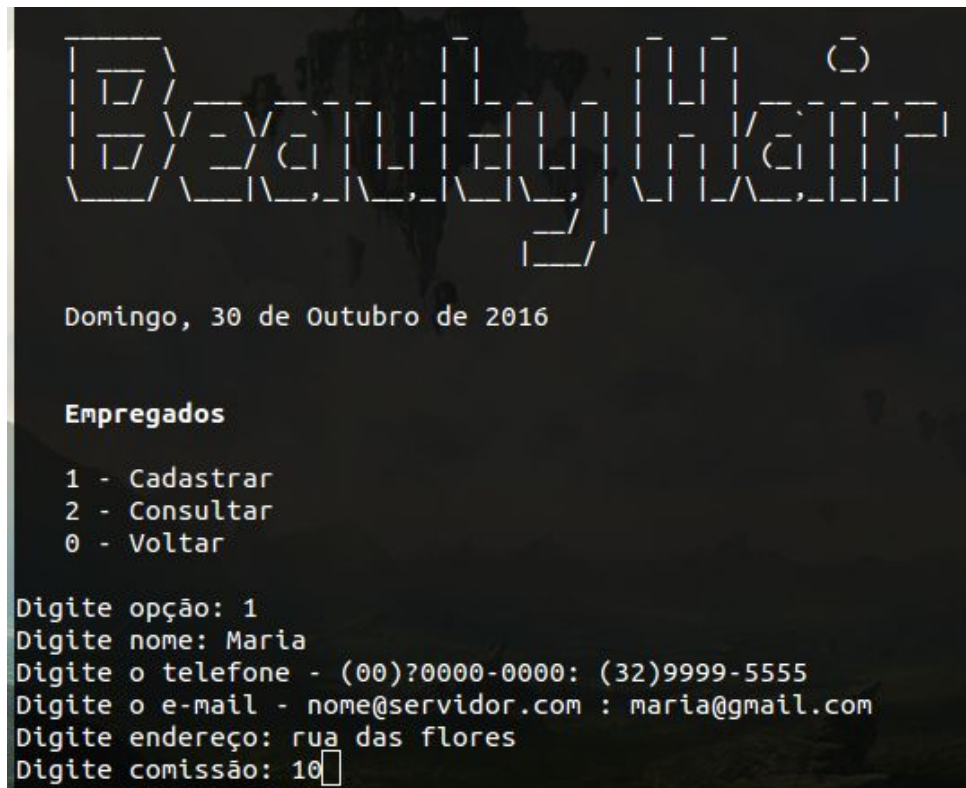 Beauty Hair
Domingo, 30 de Outubro de 2016
Empregados
1 - Cadastrar
2 - Consultar
0 - Voltar
Digite opção: 1
Digite nome: Maria
Digite o telefone - (00)?0000-0000: (32)9999-5555
Digite o e-mail - nome@servidor.com : maria@gmail.com
Digite endereço: rua das flores
Digite comissão: 10